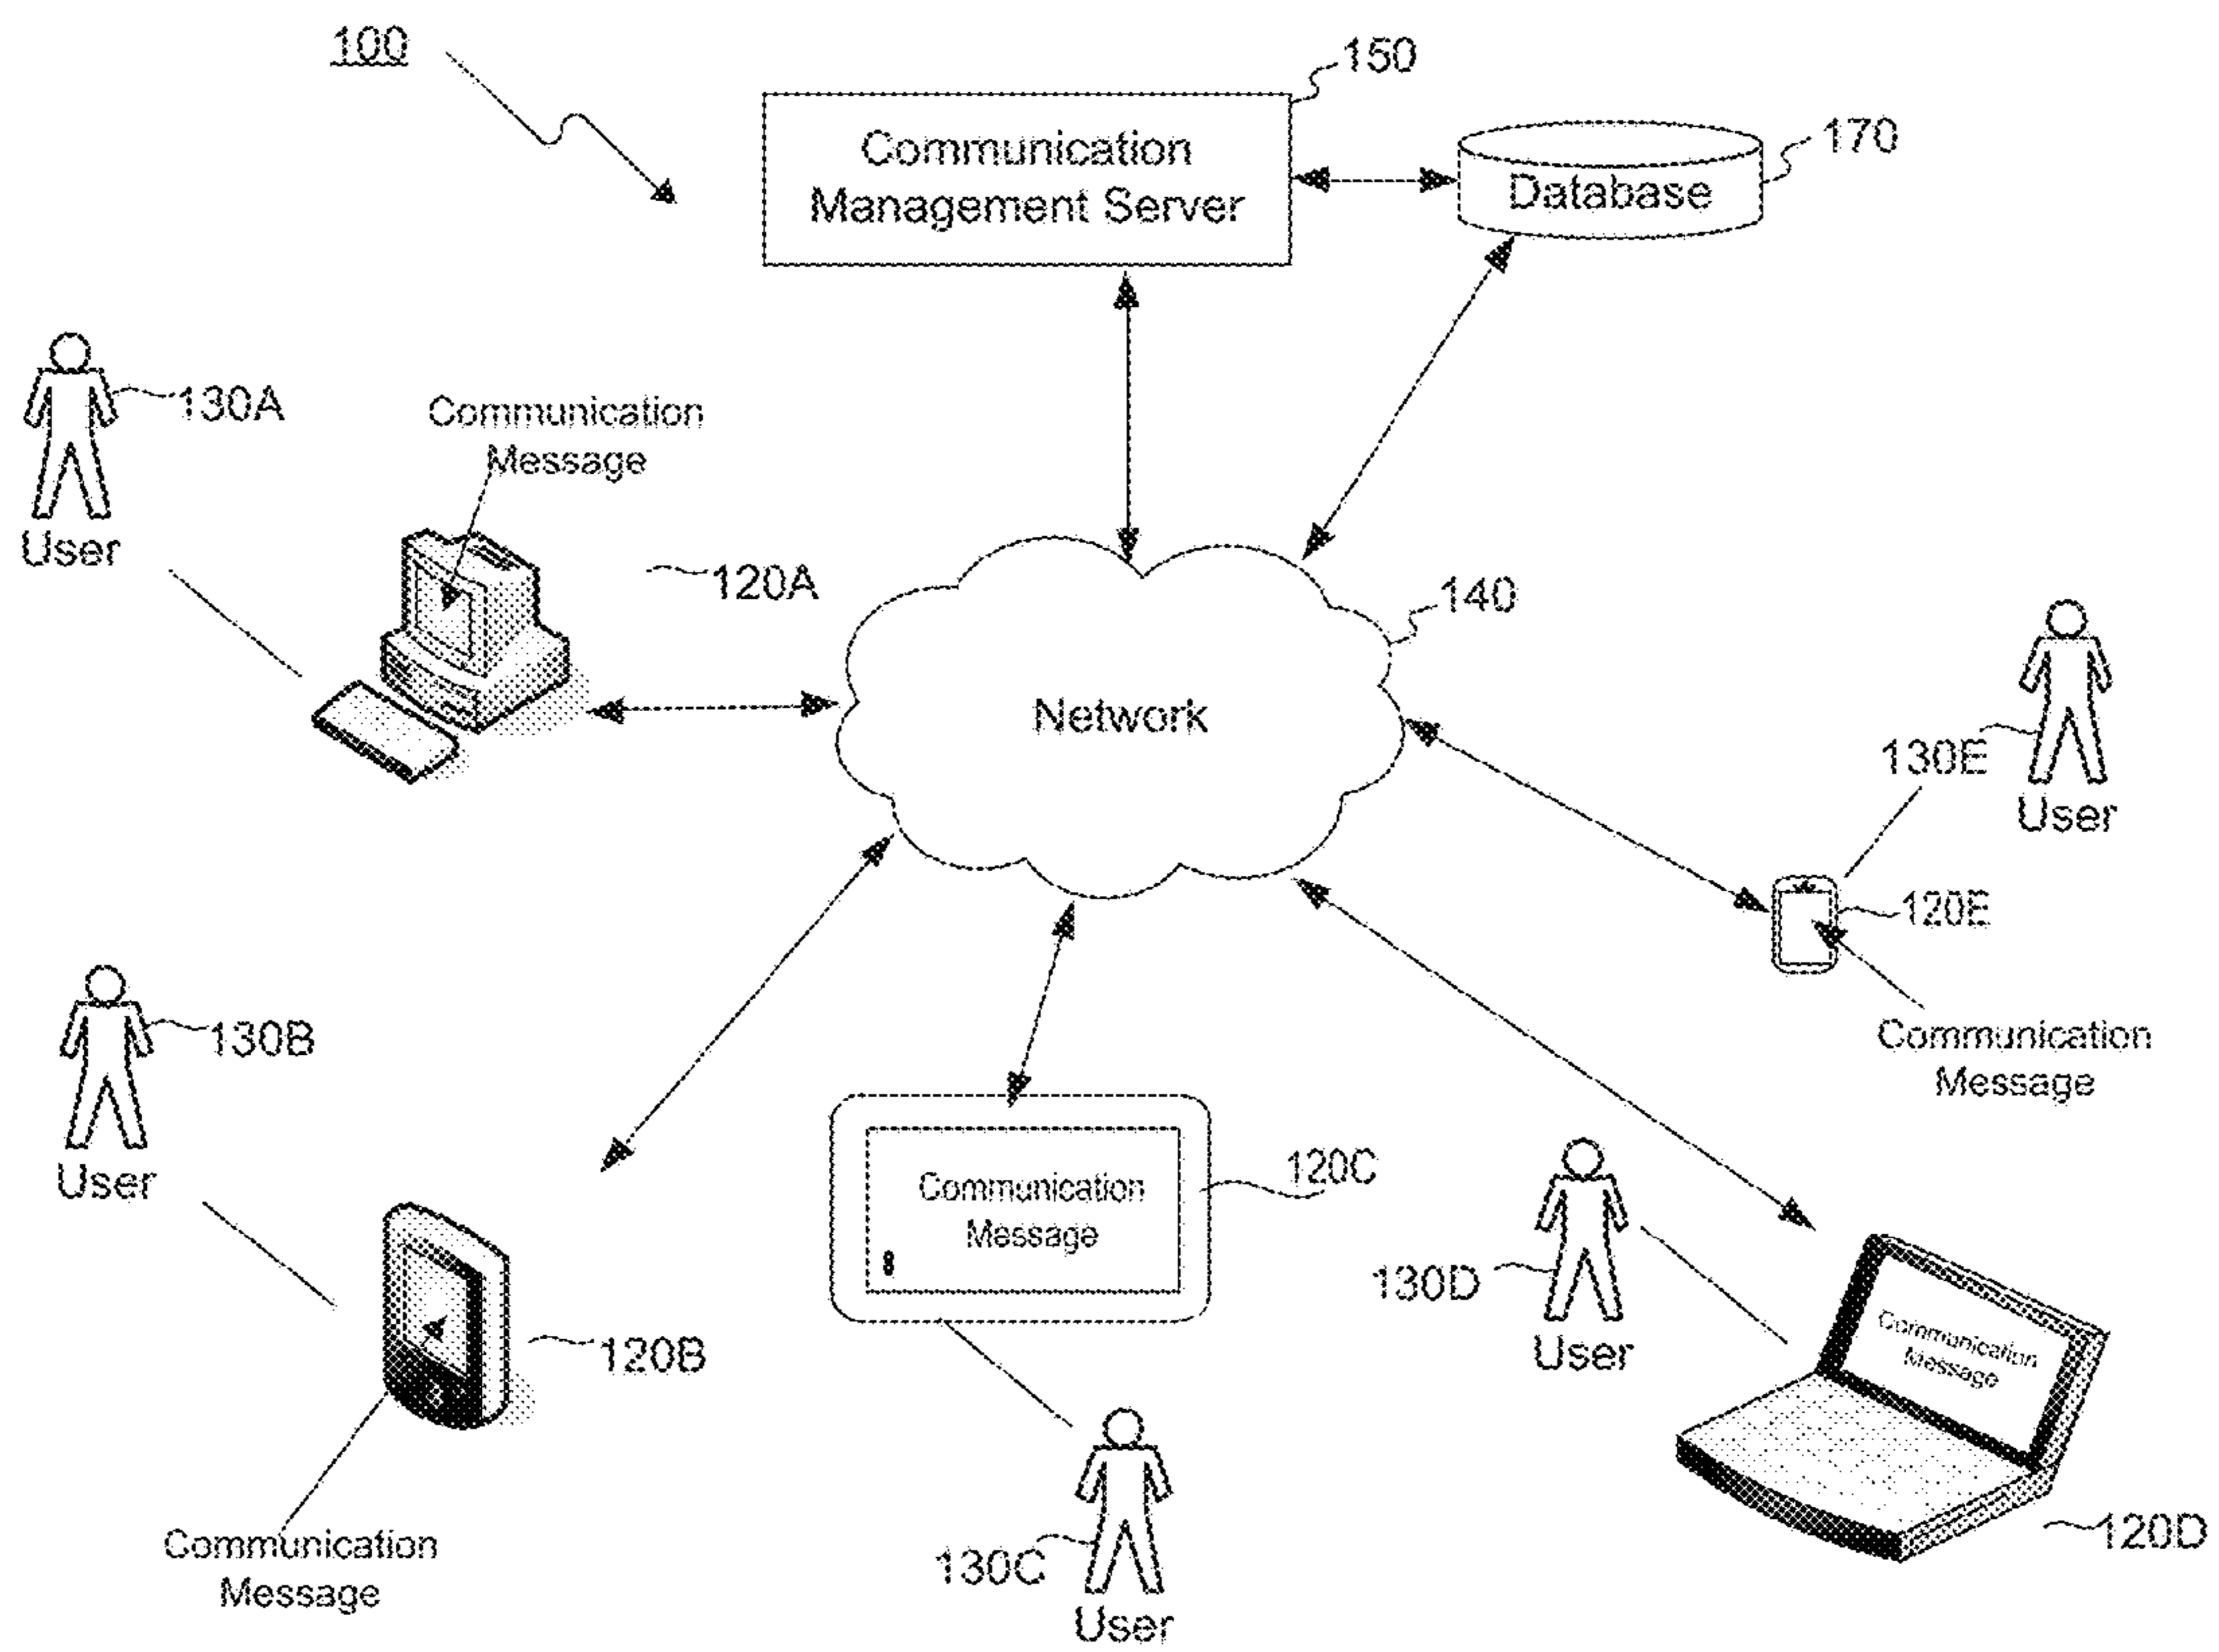 100
150
Communication
Management Server
170
Database
130A
User
Communication
Message
120A
140
Network
130E
User
120E
Communication
Message
130B
User
120B
Communication
Message
120C
Communication
Message
130C
User
130D
User
Communication
Message
120D